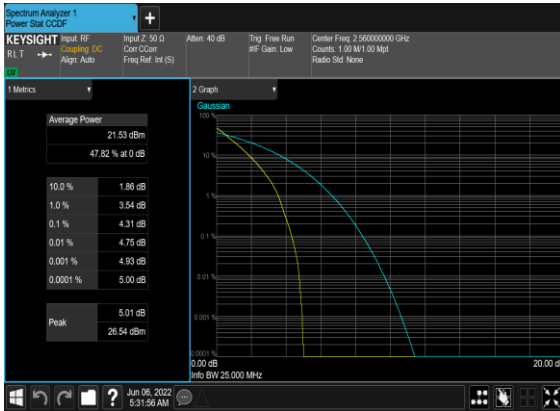 Spectrum Analyzer 1
Power Stat CCDF
+
KEYSIGHT
RLT
LV
Input: RF
Coupling: DC
Align: Auto
Input Z: 50 Ω
Corr CCorr
Freq Ref: Int (S)
Atten: 40 dB
Trig: Free Run
#IF Gain: Low
Center Freq: 2.560000000 GHz
Counts: 1.00 M/1.00 Mpt
Radio Std: None
1 Metrics
Average Power
21.53 dBm
47.82 % at 0 dB
10.0 % 1.86 dB
1.0 % 3.54 dB
0.1 % 4.31 dB
0.01 % 4.75 dB
0.001 % 4.93 dB
0.0001 % 5.00 dB
Peak
5.01 dB
26.54 dBm
2 Graph
Gaussian
100 %
10 %
1 %
0.1 %
0.01 %
0.001 %
0.0001 %
0.00 dB
20.00 d
Info BW 25.000 MHz
?
Jun 06, 2022
5:31:56 AM